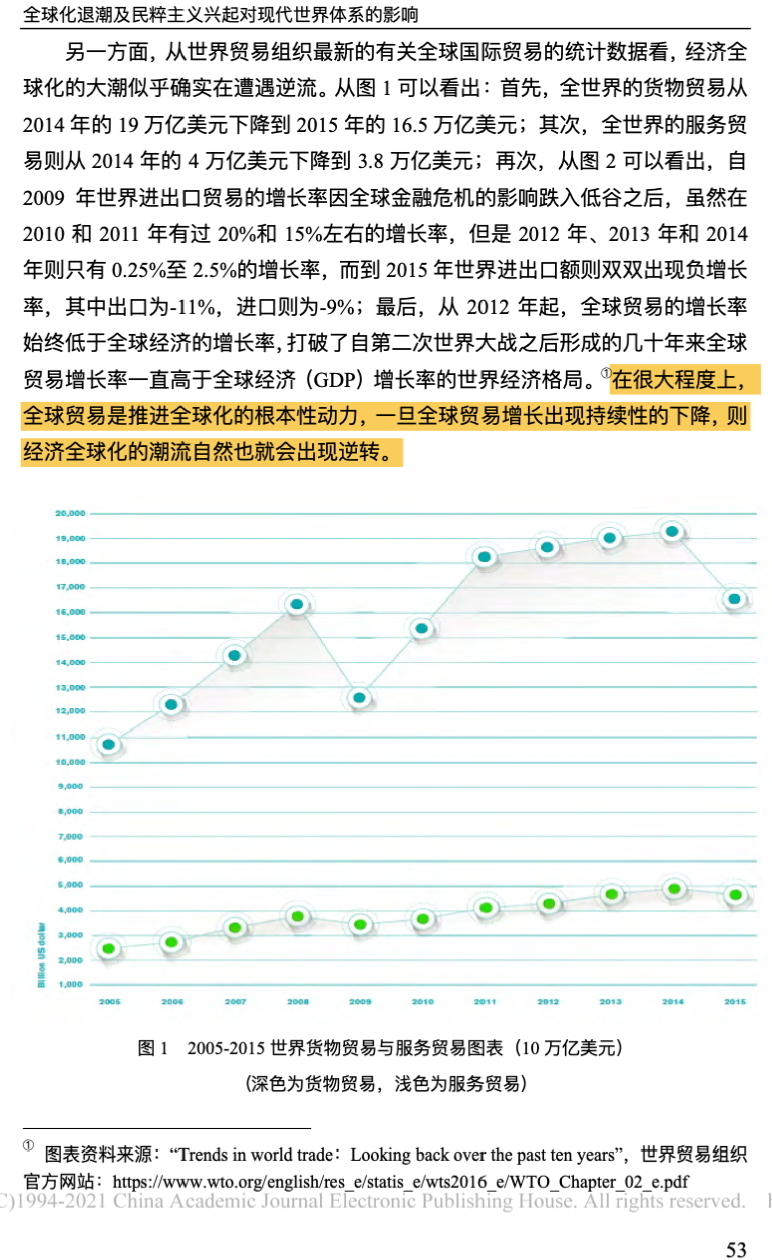 全球化退潮及民粹主义兴起对现代世界体系的影响
另一方面，从世界贸易组织最新的有关全球国际贸易的统计数据看，经济全
球化的大潮似乎确实在遭遇逆流。从图 1 可以看出：首先，全世界的货物贸易从
2014 年的 19 万亿美元下降到 2015 年的 16.5 万亿美元；其次，全世界的服务贸
易则从 2014 年的 4 万亿美元下降到 3.8 万亿美元；再次，从图 2 可以看出，自
2009 年世界进出口贸易的增长率因全球金融危机的影响跌入低谷之后，虽然在
2010 和 2011 年有过 20%和 15%左右的增长率，但是 2012 年、2013 年和 2014
年则只有 0.25%至 2.5%的增长率，而到 2015 年世界进出口额则双双出现负增长
率，其中出口为-11%，进口则为-9%；最后，从 2012 年起，全球贸易的增长率
始终低于全球经济的增长率，打破了自第二次世界大战之后形成的几十年来全球
贸易增长率一直高于全球经济（GDP）增长率的世界经济格局。①在很大程度上，
全球贸易是推进全球化的根本性动力，一旦全球贸易增长出现持续性的下降，则
经济全球化的潮流自然也就会出现逆转。
20,000
19,000
18,000
17,000
16,000
15,000
14,000
13,000
12,000
11,000
10,000
9,000
8,000
7,000
6,000
5,000
4,000
3,000
2,000
1,000
Billion US dollar
2005 2006 2007 2008 2009 2010 2011 2012 2013 2014 2015
图 1 2005-2015 世界货物贸易与服务贸易图表（10 万亿美元）
（深色为货物贸易，浅色为服务贸易）
① 图表资料来源：“Trends in world trade：Looking back over the past ten years”，世界贸易组织
官方网站：https://www.wto.org/english/res_e/statis_e/wts2016_e/WTO_Chapter_02_e.pdf
C)1994-2021 China Academic Journal Electronic Publishing House. All rights reserved.
53